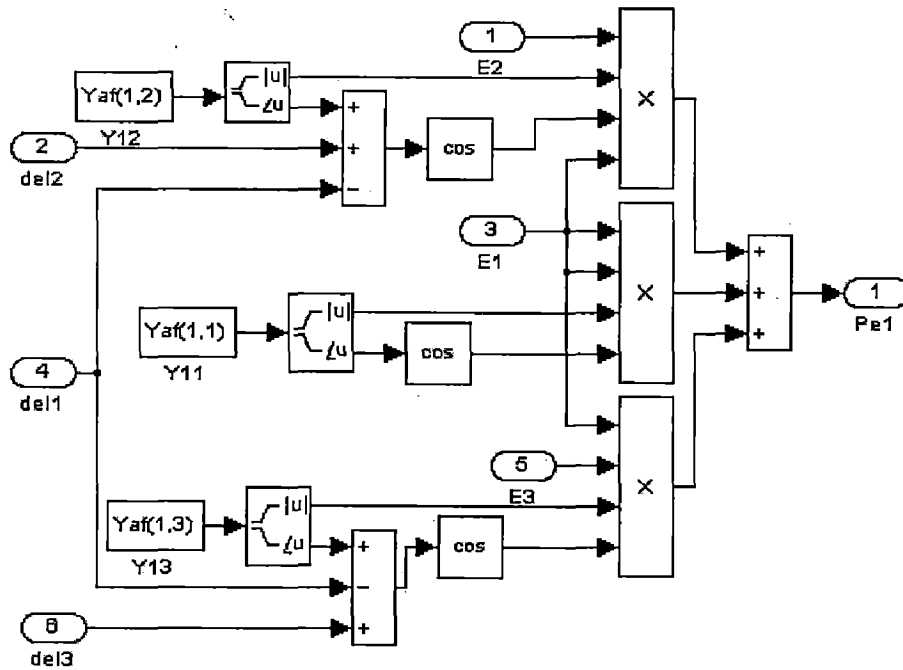 1
E2
Yaf(1,2)
|u|
∠u
Y12
+
+
−
cos
×
2
del2
3
E1
Yaf(1,1)
|u|
∠u
Y11
cos
×
+
+
+
1
Pe1
4
del1
5
E3
Yaf(1,3)
|u|
∠u
Y13
+
−
+
cos
×
6
del3